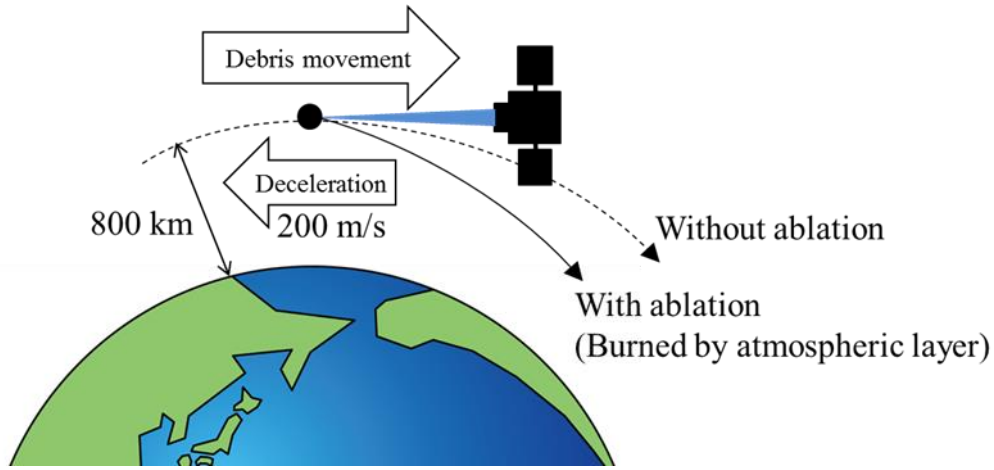 Debris movement
Deceleration
800 km
200 m/s
Without ablation
With ablation
(Burned by atmospheric layer)